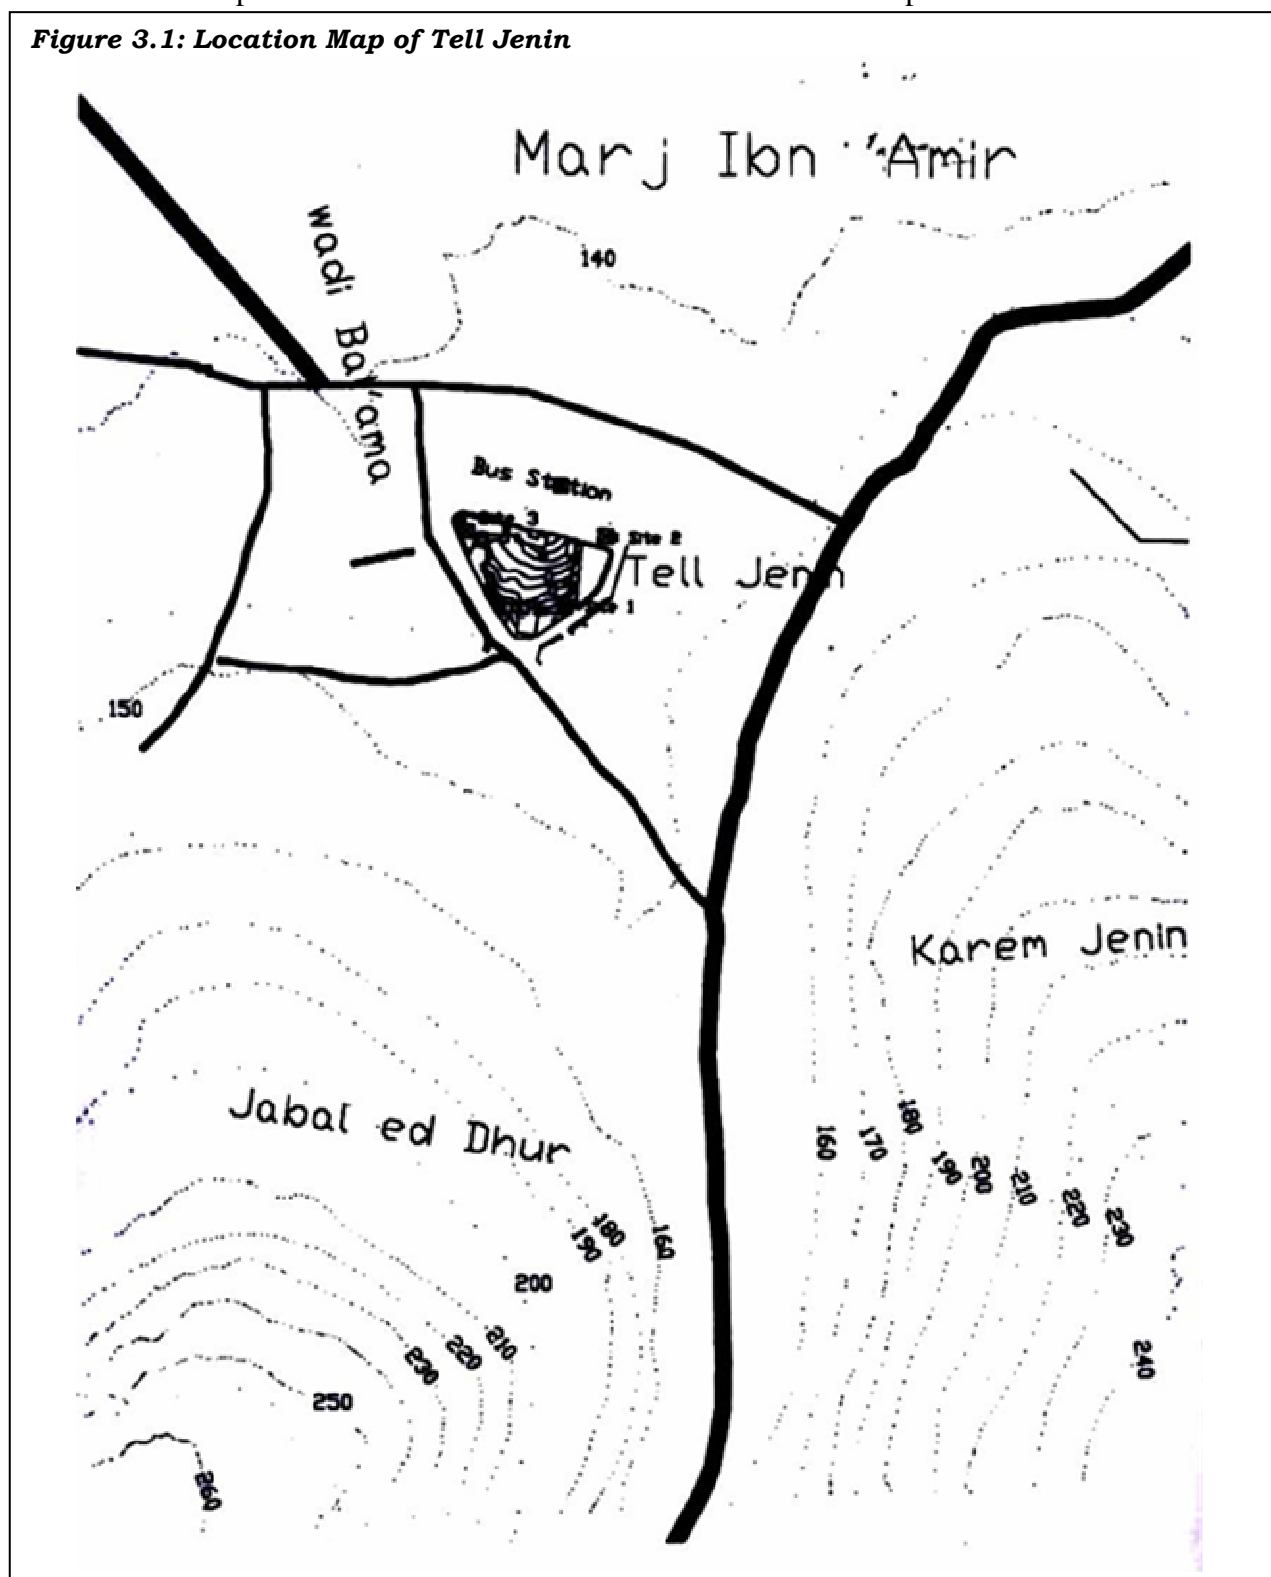 Figure 3.1: Location Map of Tell Jenin
Marj Ibn 'Amir
wadi Bal'ama
140
Bus Station
Site 3
Site 2
Tell Jenin
Site 1
150
Karem Jenin
Jabal ed Dhur
160
170
180
190
200
210
220
230
240
190
180
160
200
210
220
230
250
260